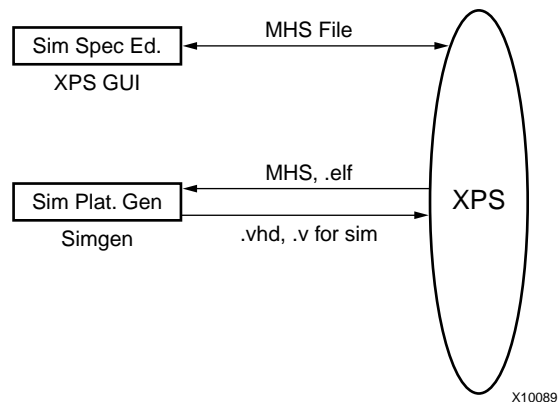 MHS File
Sim Spec Ed.
XPS GUI
MHS, .elf
Sim Plat. Gen
XPS
.vhd, .v for sim
Simgen
X10089